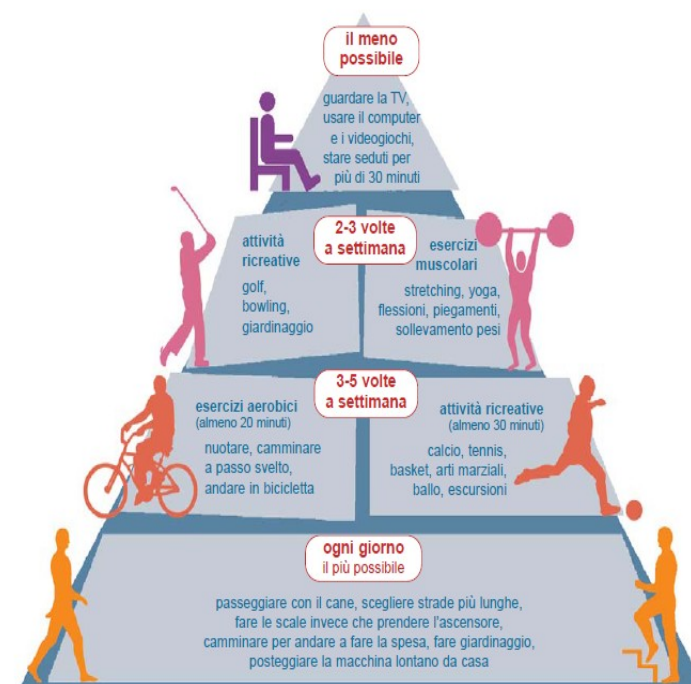 il meno
possibile
guardare la TV,
usare il computer
e i videogiochi,
stare seduti per
più di 30 minuti
2-3 volte
a settimana
attività
ricreative
golf,
bowling,
giardinaggio
esercizi
muscolari
stretching, yoga,
flessioni, piegamenti,
sollevamento pesi
3-5 volte
a settimana
esercizi aerobici
(almeno 20 minuti)
nuotare, camminare
a passo svelto,
andare in bicicletta
attività ricreative
(almeno 30 minuti)
calcio, tennis,
basket, arti marziali,
ballo, escursioni
ogni giorno
il più possibile
passeggiare con il cane, scegliere strade più lunghe,
fare le scale invece che prendere l'ascensore,
camminare per andare a fare la spesa, fare giardinaggio,
posteggiare la macchina lontano da casa